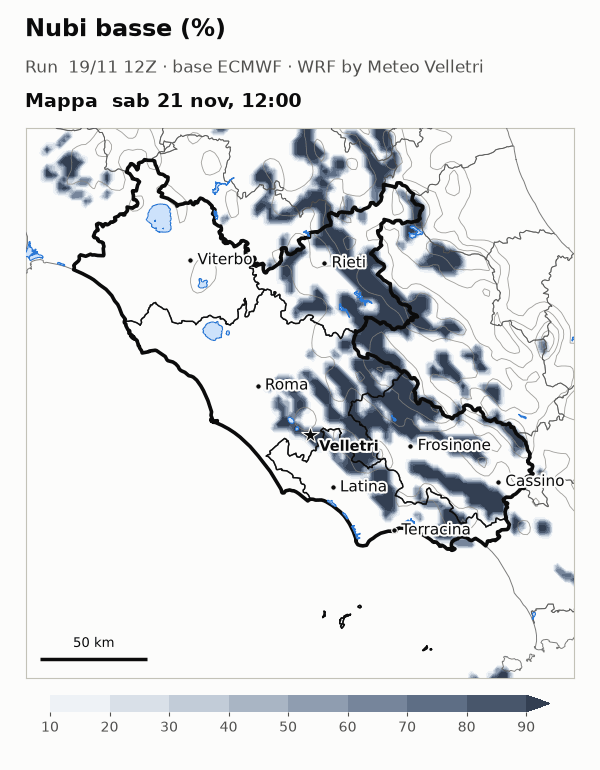 Nubi basse (%)
Run 19/11 12Z · base ECMWF · WRF by Meteo Velletri
Mappa sab 21 nov, 12:00
Viterbo
Rieti
Roma
Velletri
Frosinone
Latina
Cassino
Terracina
50 km
10 20 30 40 50 60 70 80 90